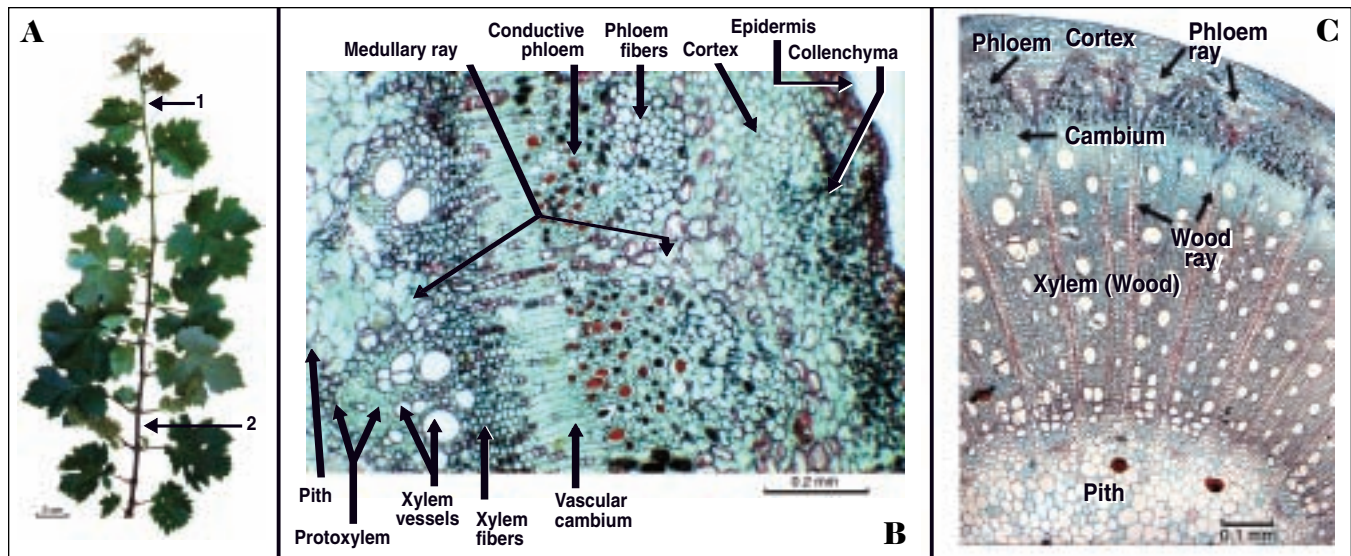 A
1
2
Medullary ray
Conductive
phloem
Phloem
fibers
Cortex
Epidermis
Collenchyma
Pith
Protoxylem
Xylem
vessels
Xylem
fibers
Vascular
cambium
0.2 mm
B
C
Phloem
Cortex
Phloem
ray
Cambium
Wood
ray
Xylem (Wood)
Pith
0.1 mm